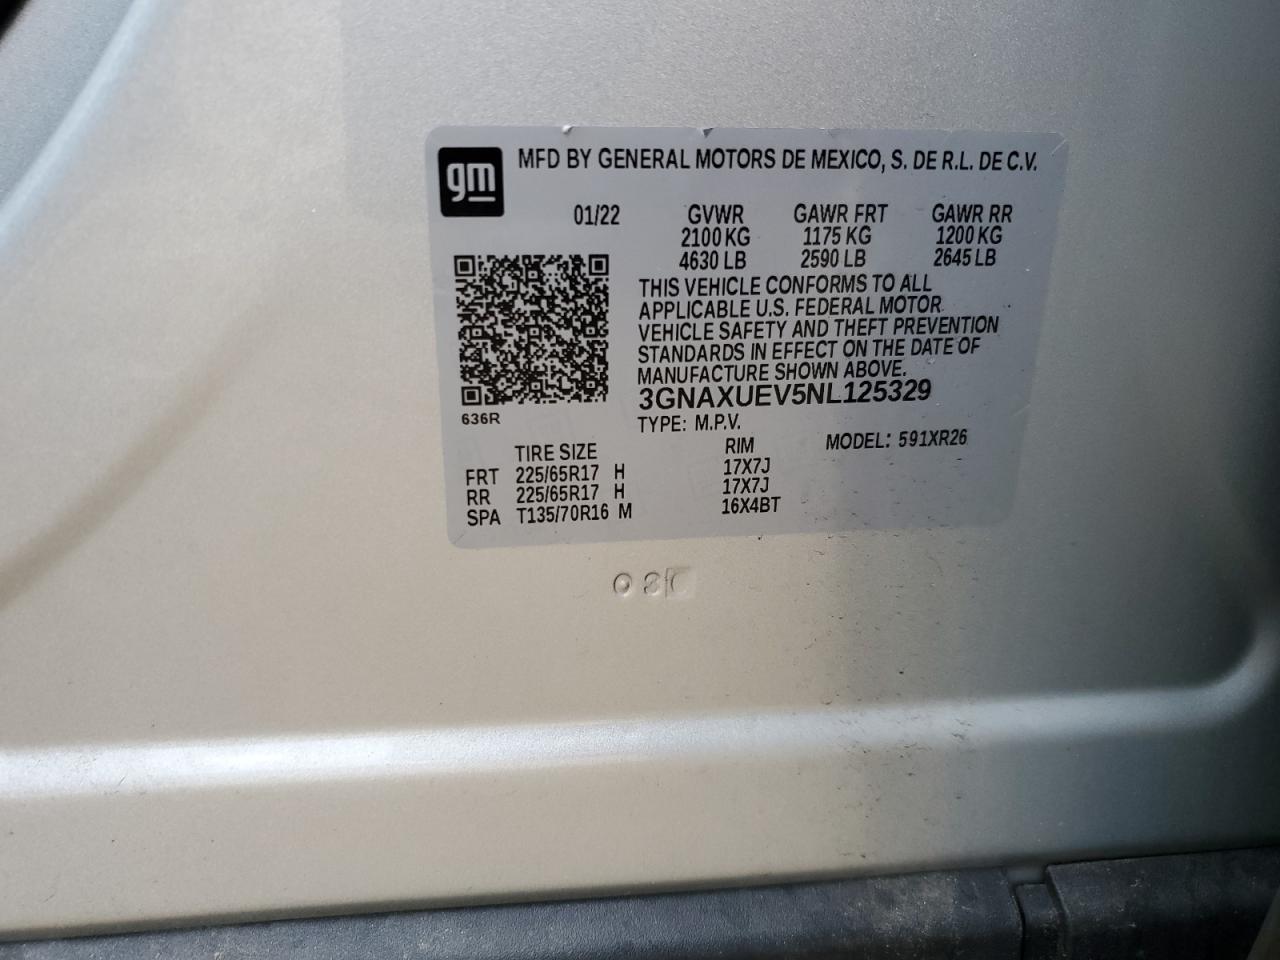 gm
MFD BY GENERAL MOTORS DE MEXICO, S. DE R.L. DE C.V.
01/22 GVWR GAWR FRT GAWR RR
2100 KG 1175 KG 1200 KG
4630 LB 2590 LB 2645 LB
THIS VEHICLE CONFORMS TO ALL
APPLICABLE U.S. FEDERAL MOTOR
VEHICLE SAFETY AND THEFT PREVENTION
STANDARDS IN EFFECT ON THE DATE OF
MANUFACTURE SHOWN ABOVE.
3GNAXUEV5NL125329
636R
TYPE: M.P.V.
TIRE SIZE RIM MODEL: 591XR26
FRT 225/65R17 H 17X7J
RR 225/65R17 H 17X7J
SPA T135/70R16 M 16X4BT